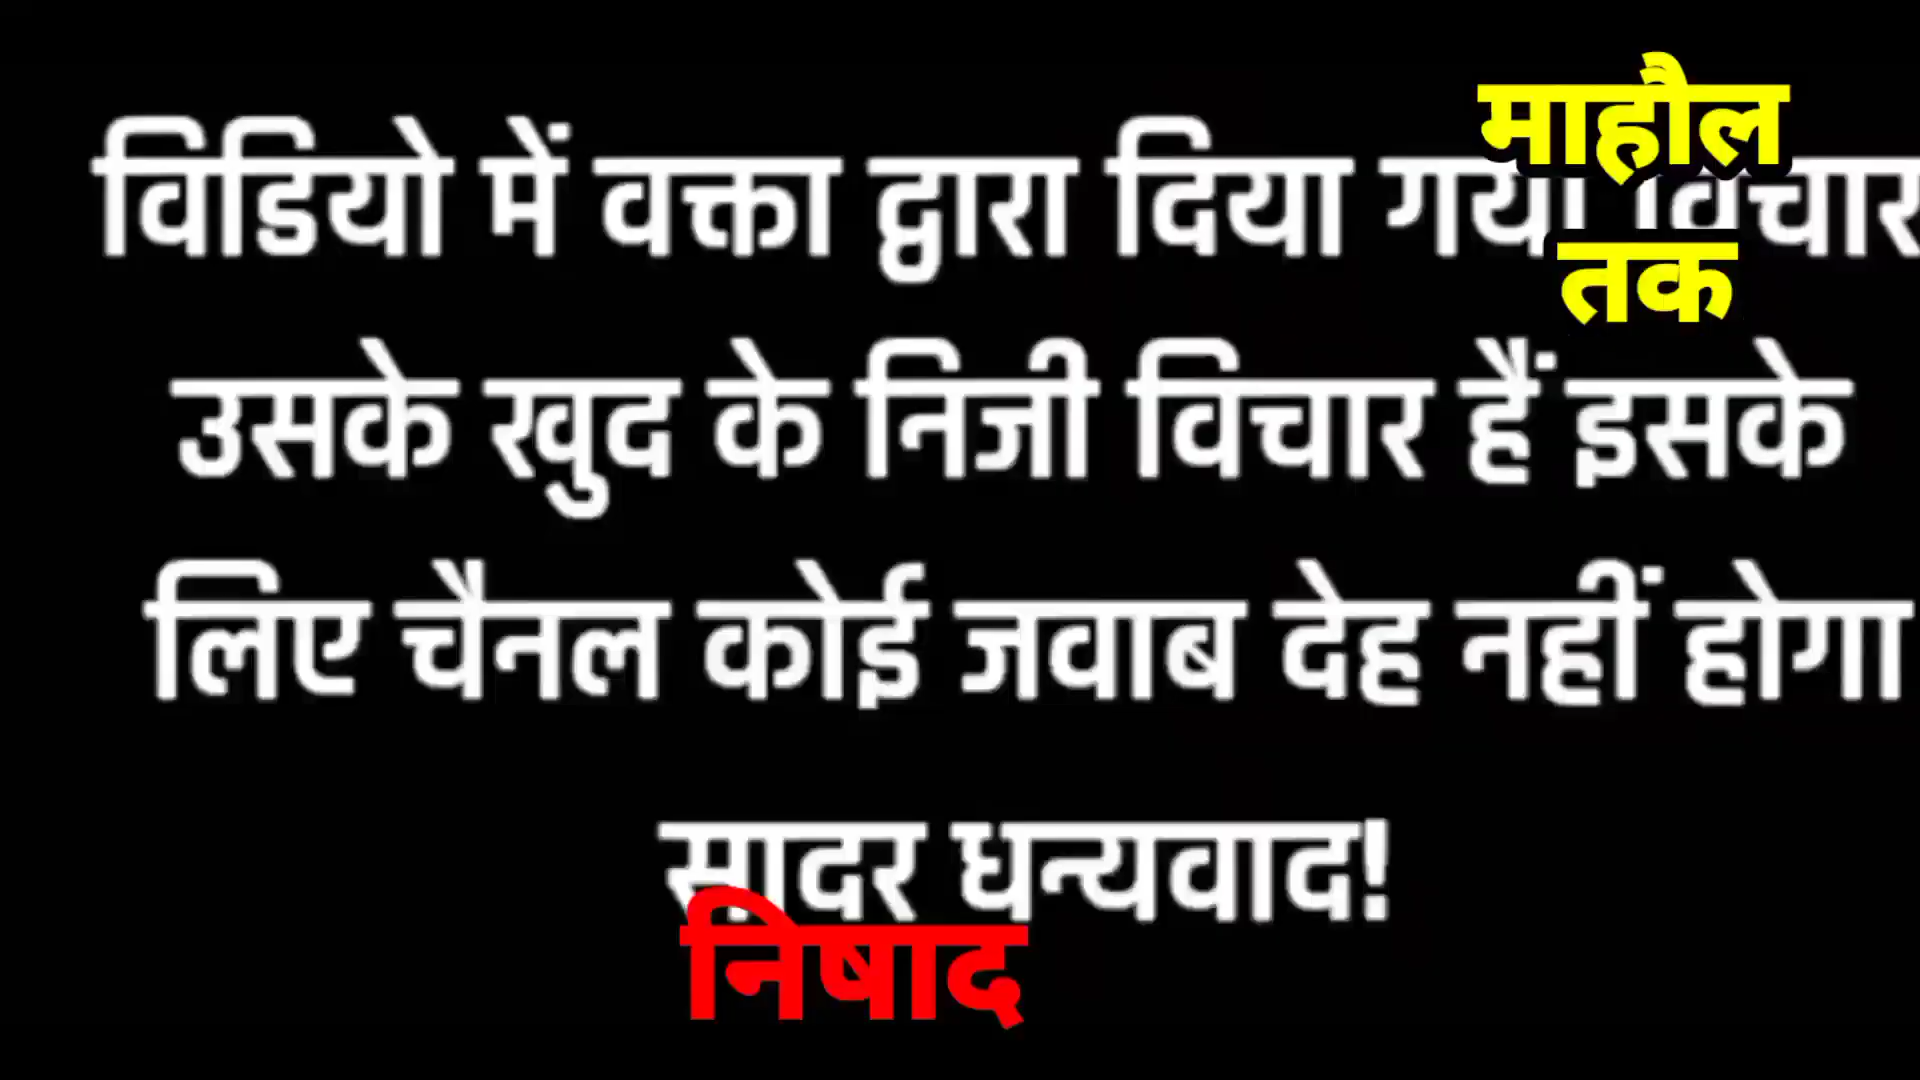 विडियो में वक्ता द्वारा दिया गया विचार
माहौल
तक
उसके खुद के निजी विचार हैं इसके
लिए चैनल कोई जवाब देह नहीं होगा
सादर धन्यवाद!
निषाद